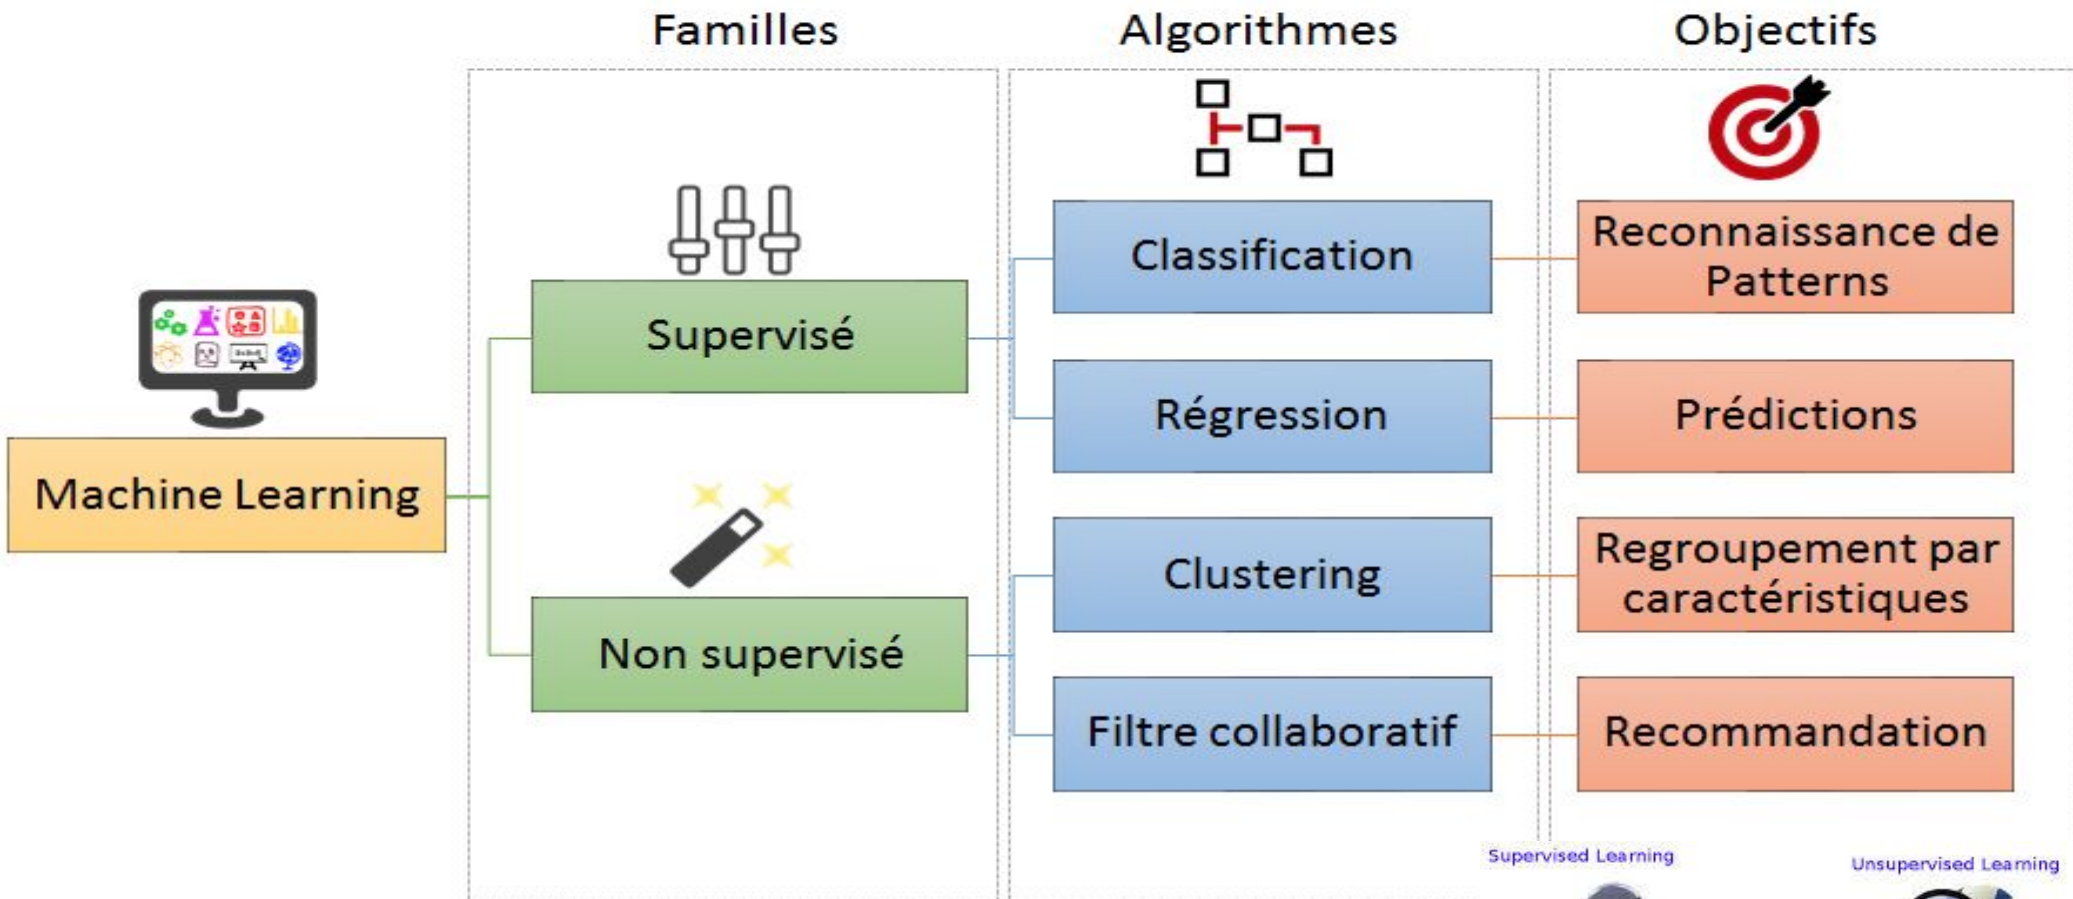 Familles
Algorithmes
Objectifs
Machine Learning
Supervisé
Non supervisé
Classification
Régression
Clustering
Filtre collaboratif
Reconnaissance de
Patterns
Prédictions
Regroupement par
caractéristiques
Recommandation
Supervised Learning
Unsupervised Learning